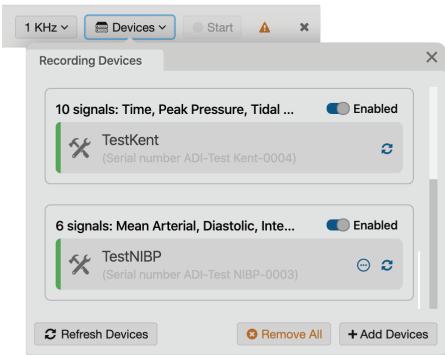 1 KHz Devices Start
Recording Devices
10 signals: Time, Peak Pressure, Tidal ... Enabled
TestKent
(Serial number ADI-Test Kent-0004)
6 signals: Mean Arterial, Diastolic, Inte... Enabled
TestNIBP
(Serial number ADI-Test NIBP-0003)
Refresh Devices Remove All + Add Devices